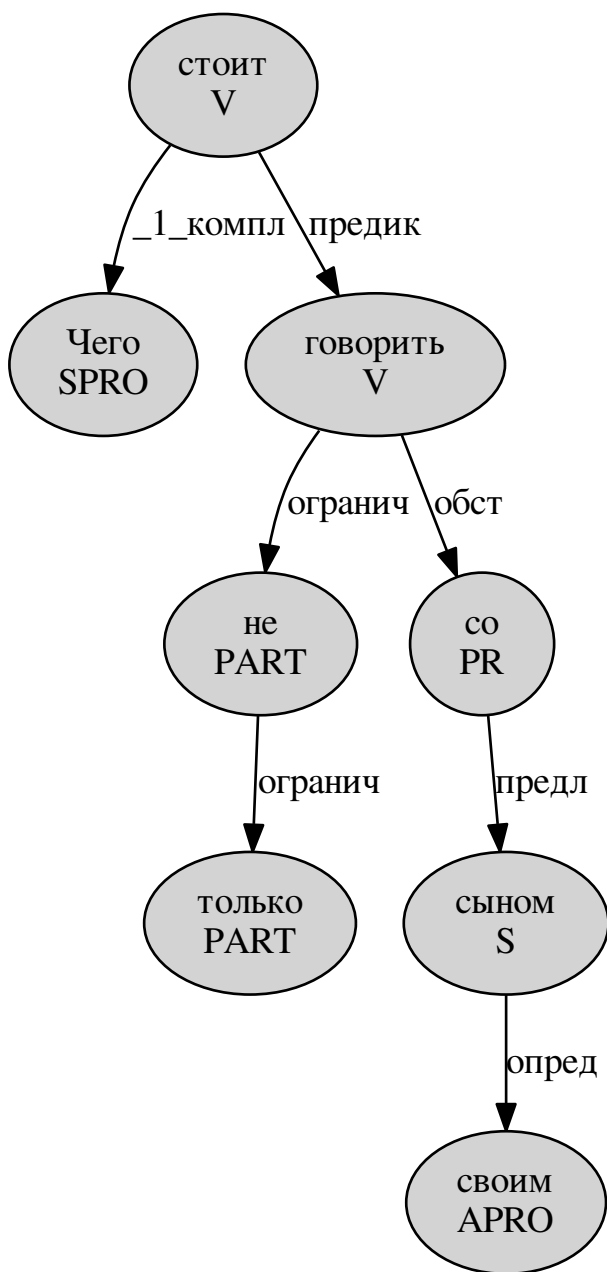 стоит
V
_1_компл
предик
Чего
SPRO
говорить
V
огранич
обст
не
PART
со
PR
огранич
предл
только
PART
сыном
S
опред
своим
APRO